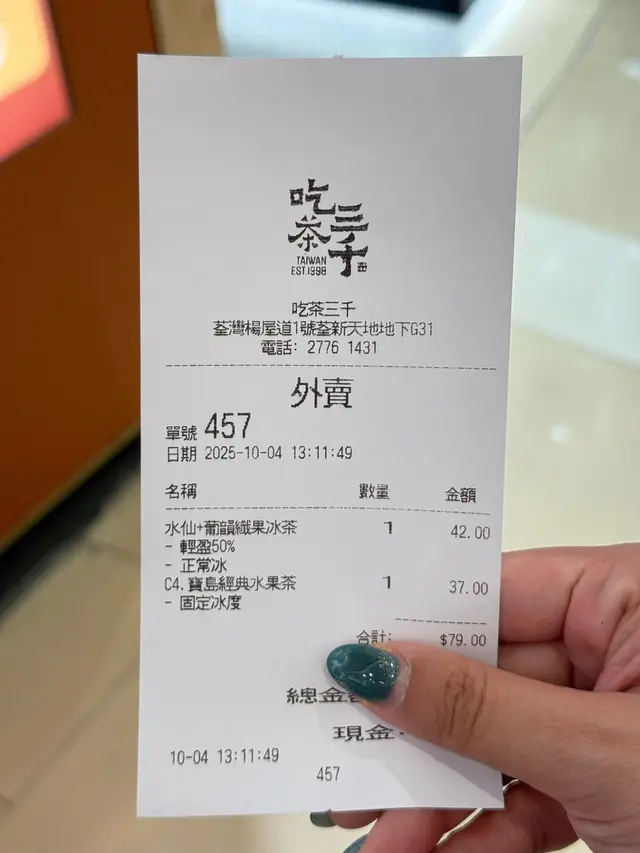 吃茶三千
TAIWAN
EST.1998
吃茶三千
荃灣楊屋道1號荃新天地地下G31
電話: 2776 1431
外賣
單號 457
日期 2025-10-04 13:11:49
名稱 數量 金額
水仙+葡韻纖果冰茶 1 42.00
- 輕盈50%
- 正常冰
C4.寶島經典水果茶 1 37.00
- 固定冰度
合計: $79.00
總金
現金
10-04 13:11:49
457